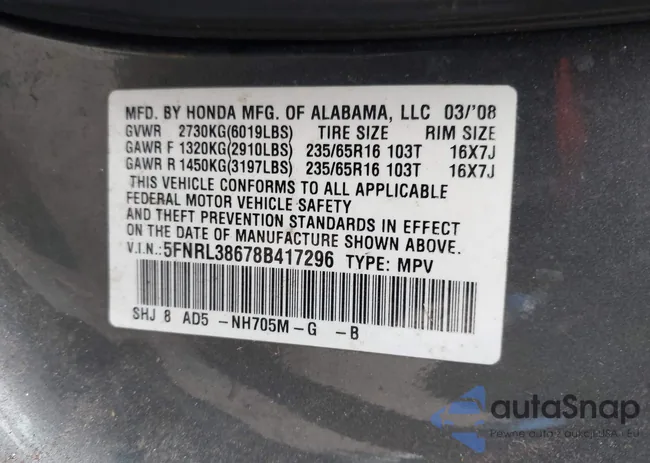 MFD. BY HONDA MFG. OF ALABAMA, LLC 03/'08
GVWR 2730KG(6019LBS) TIRE SIZE RIM SIZE
GAWR F 1320KG(2910LBS) 235/65R16 103T 16X7J
GAWR R 1450KG(3197LBS) 235/65R16 103T 16X7J
THIS VEHICLE CONFORMS TO ALL APPLICABLE
FEDERAL MOTOR VEHICLE SAFETY
AND THEFT PREVENTION STANDARDS IN EFFECT
ON THE DATE OF MANUFACTURE SHOWN ABOVE.
V.I.N.:5FNRL38678B417296 TYPE: MPV
SHJ 8 AD5 -NH705M-G -B
autaSnap
Pewne auta